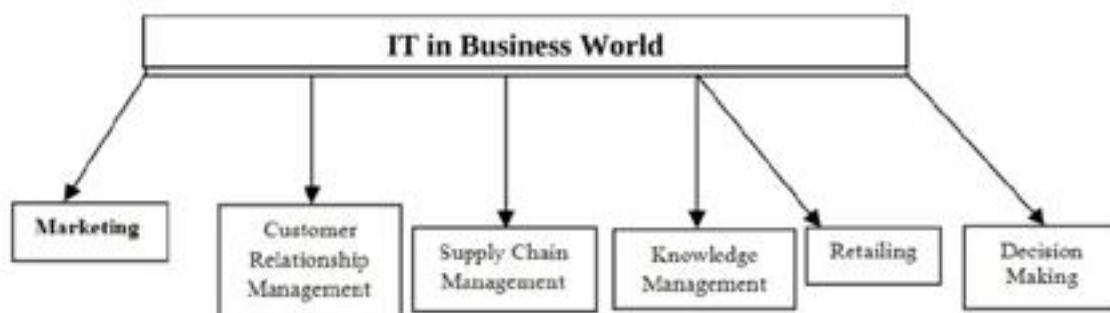 IT in Business World
Marketing
Customer
Relationship
Management
Supply Chain
Management
Knowledge
Management
Retailing
Decision
Making